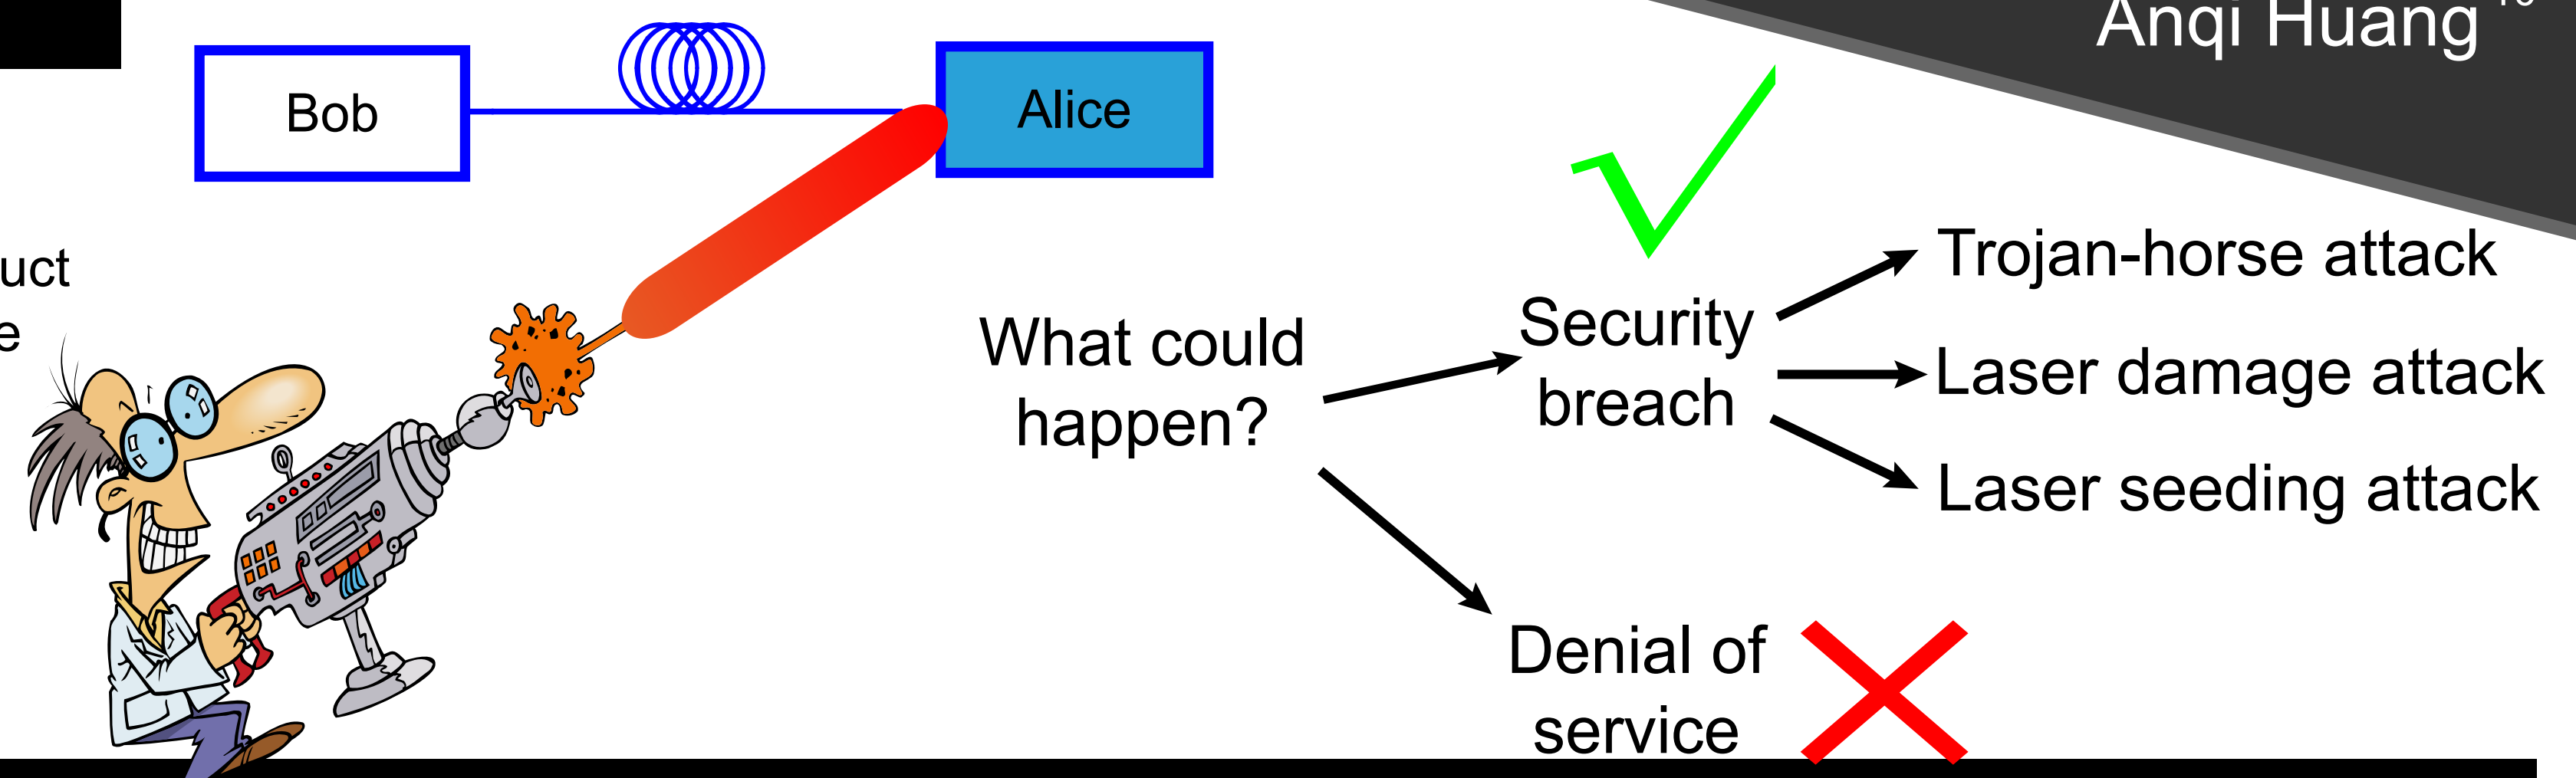 Anqi Huang
Bob
Alice
What could
happen?
Security
breach
Trojan-horse attack
Laser damage attack
Laser seeding attack
Denial of
service